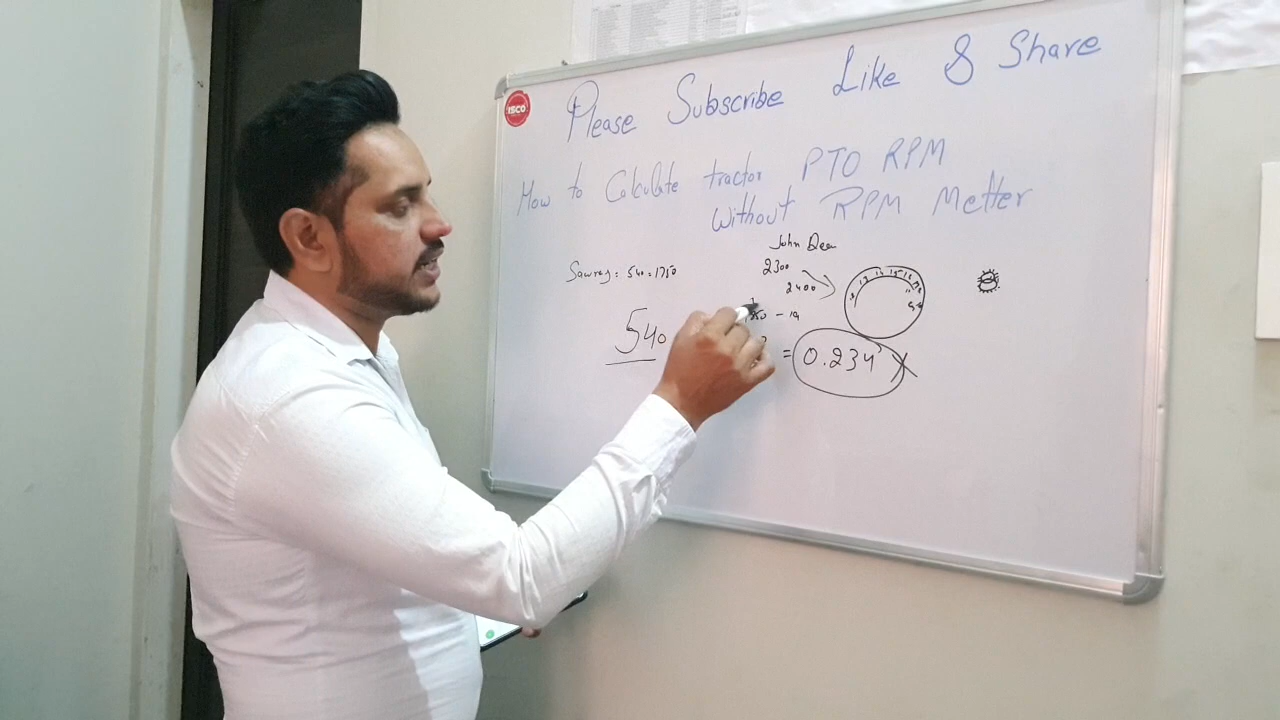 ISCO
Please Subscribe Like & Share
How to Calculate tractor PTO RPM
Without RPM Metter
John Deer
2300
2400
540 = 1750
540
= 0.234